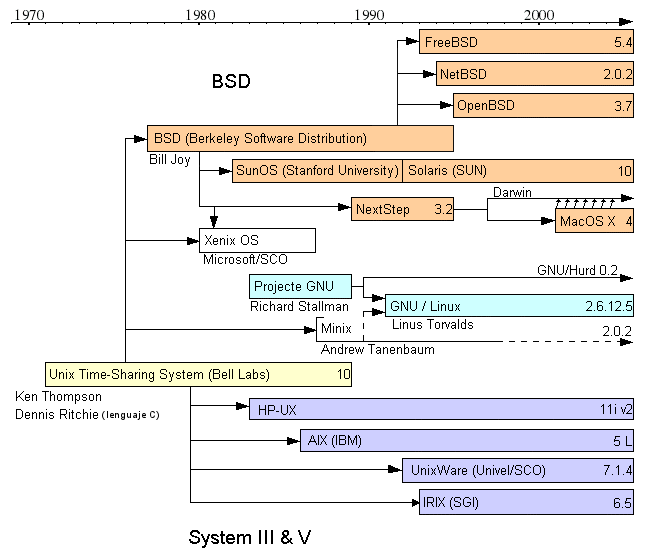 1970 1980 1990 2000
FreeBSD 5.4
BSD
NetBSD 2.0.2
OpenBSD 3.7
BSD (Berkeley Software Distribution)
Bill Joy
SunOS (Stanford University) Solaris (SUN) 10
Darwin
NextStep 3.2
MacOS X 4
Xenix OS
Microsoft/SCO
GNU/Hurd 0.2
Projecte GNU
Richard Stallman
GNU / Linux 2.6.12.5
Linus Torvalds
Minix 2.0.2
Andrew Tanenbaum
Unix Time-Sharing System (Bell Labs) 10
Ken Thompson
Dennis Ritchie (lenguaje C)
HP-UX 11i v2
AIX (IBM) 5 L
UnixWare (Univel/SCO) 7.1.4
IRIX (SGI) 6.5
System III & V